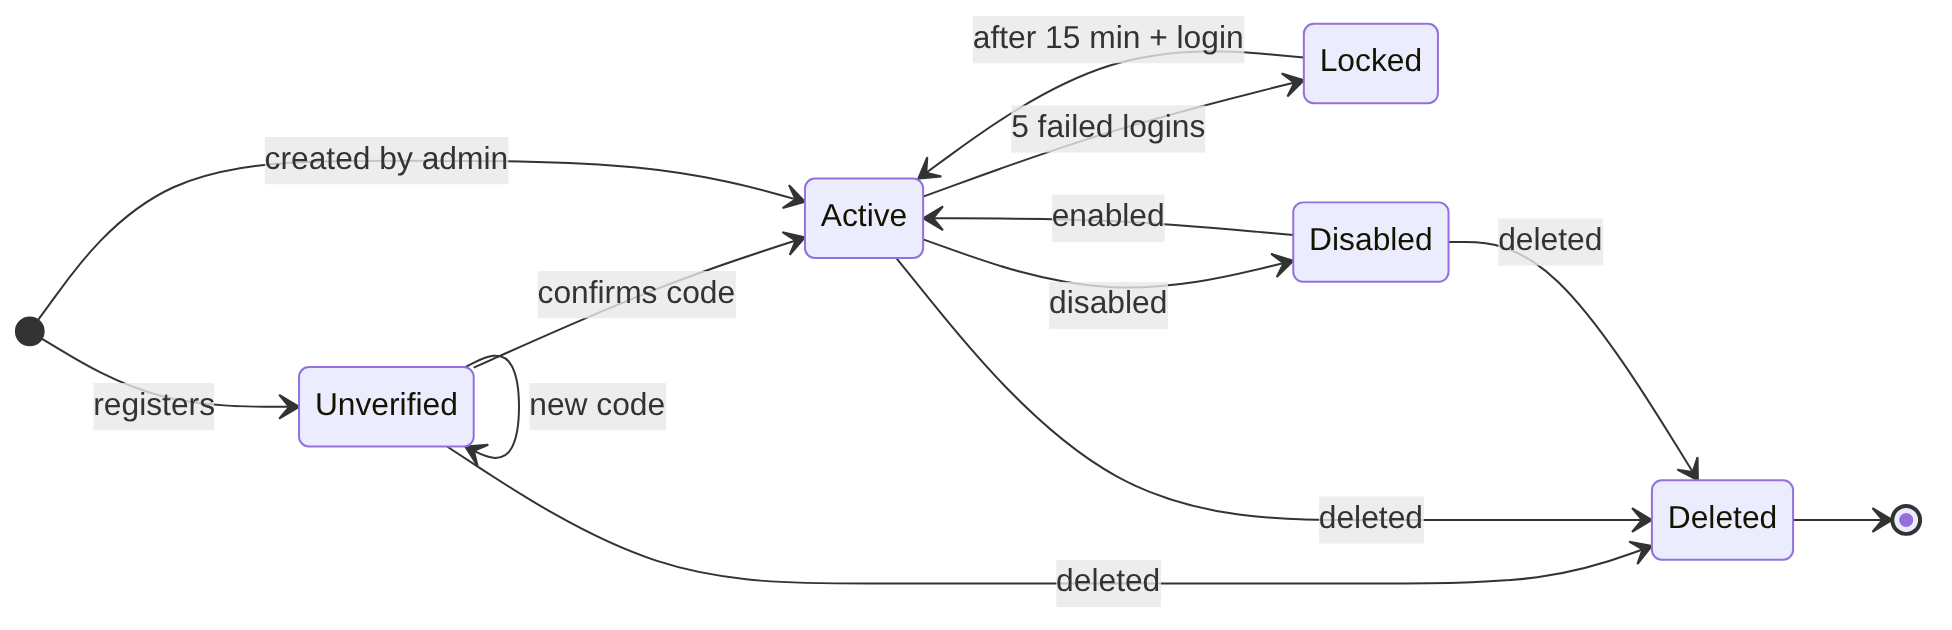 after 15 min + login
Locked
5 failed logins
created by admin
Active
enabled
Disabled
deleted
confirms code
disabled
registers
Unverified
new code
deleted
Deleted
deleted